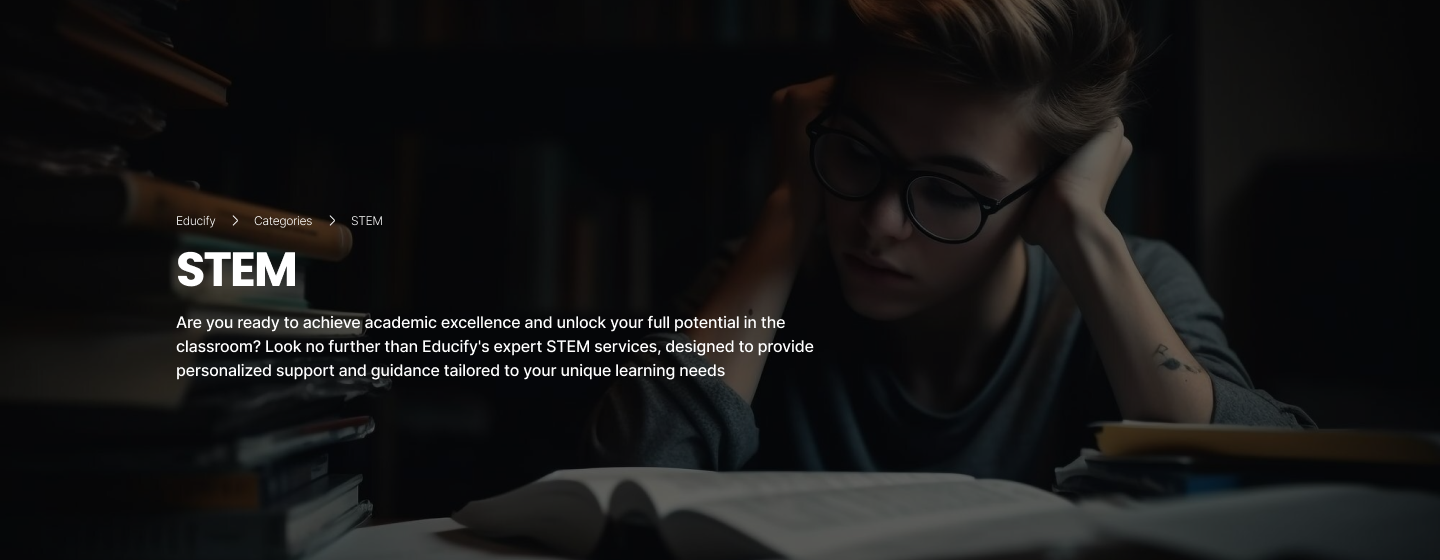 Educify > Categories > STEM
STEM
Are you ready to achieve academic excellence and unlock your full potential in the
classroom? Look no further than Educify's expert STEM services, designed to provide
personalized support and guidance tailored to your unique learning needs